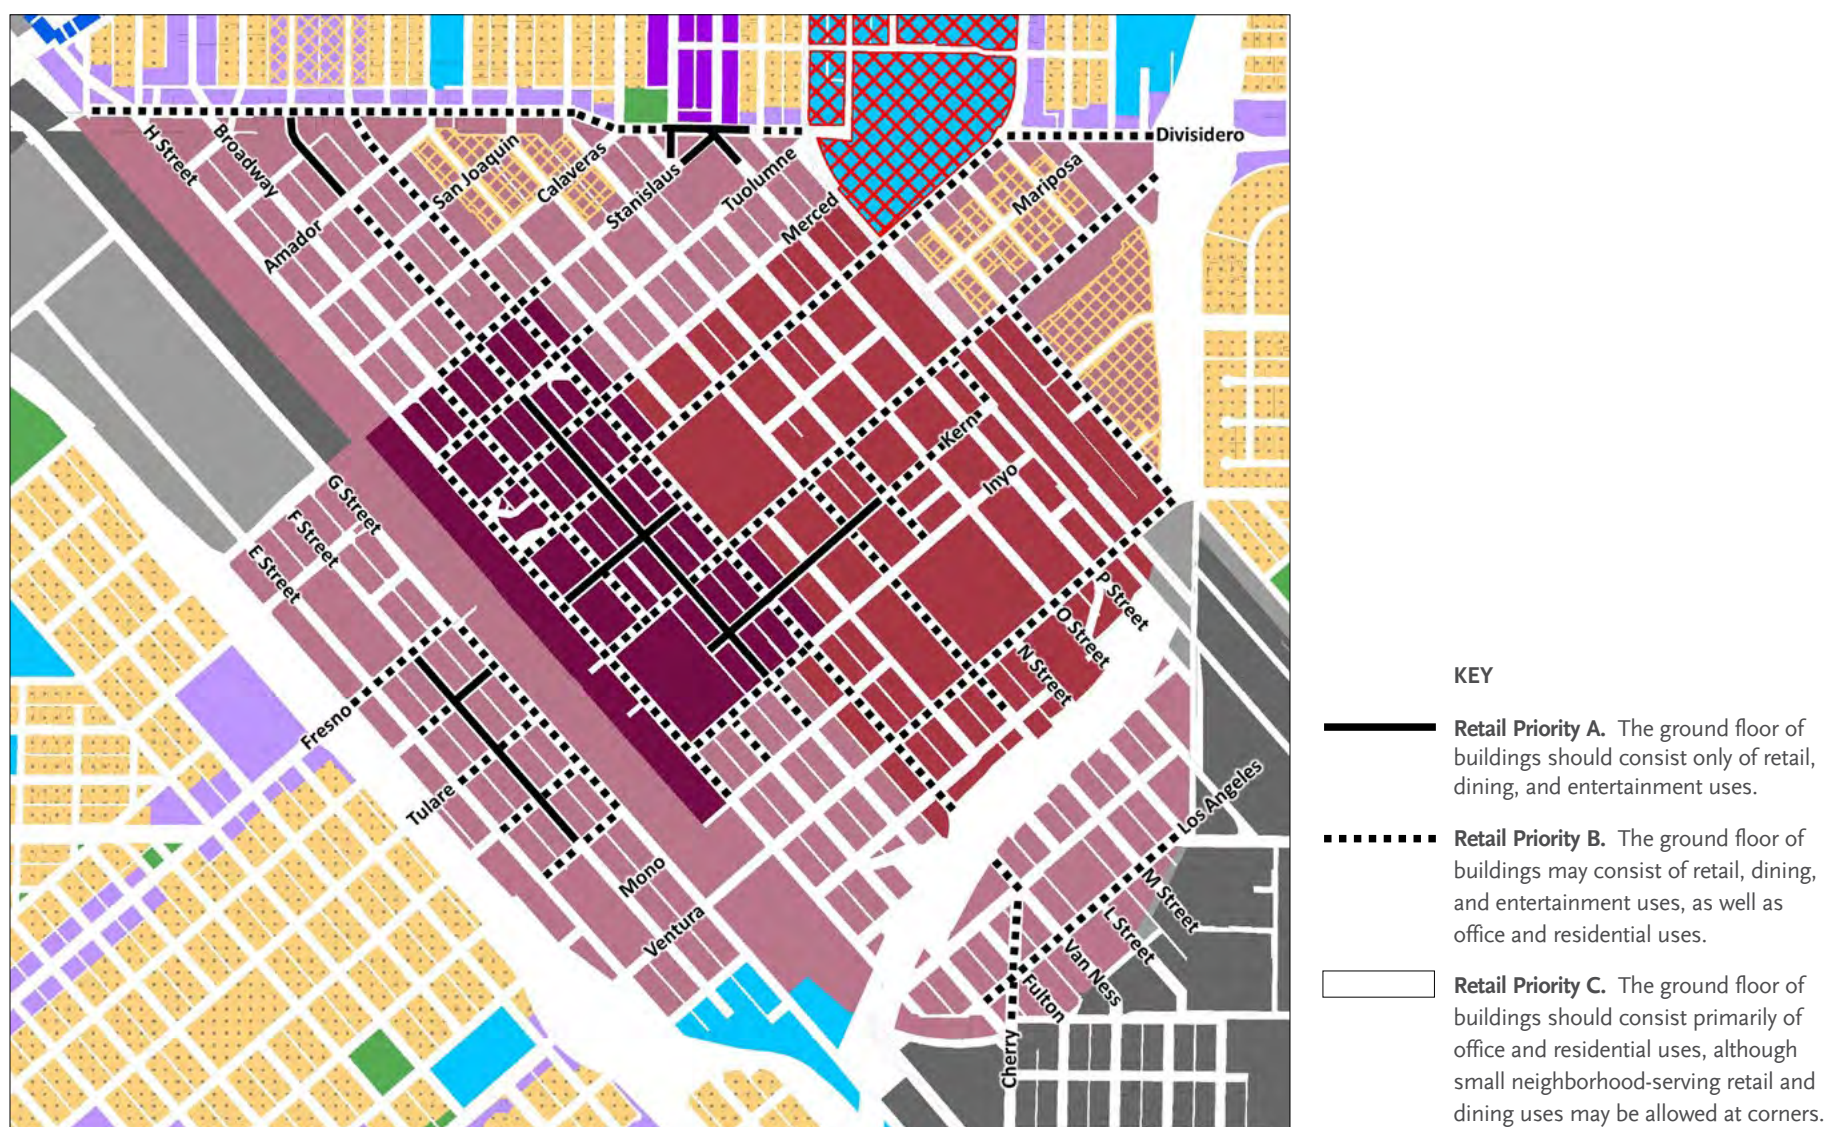 Divisidero
H Street
Broadway
Amador
San Joaquin
Calaveras
Stanislaus
Tuolumne
Merced
Mariposa
Kern
Inyo
G Street
F Street
E Street
P Street
O Street
N Street
Fresno
Tulare
Mono
Ventura
Los Angeles
M Street
L Street
Van Ness
Fulton
Cherry
KEY
Retail Priority A. The ground floor of
buildings should consist only of retail,
dining, and entertainment uses.
Retail Priority B. The ground floor of
buildings may consist of retail, dining,
and entertainment uses, as well as
office and residential uses.
Retail Priority C. The ground floor of
buildings should consist primarily of
office and residential uses, although
small neighborhood-serving retail and
dining uses may be allowed at corners.